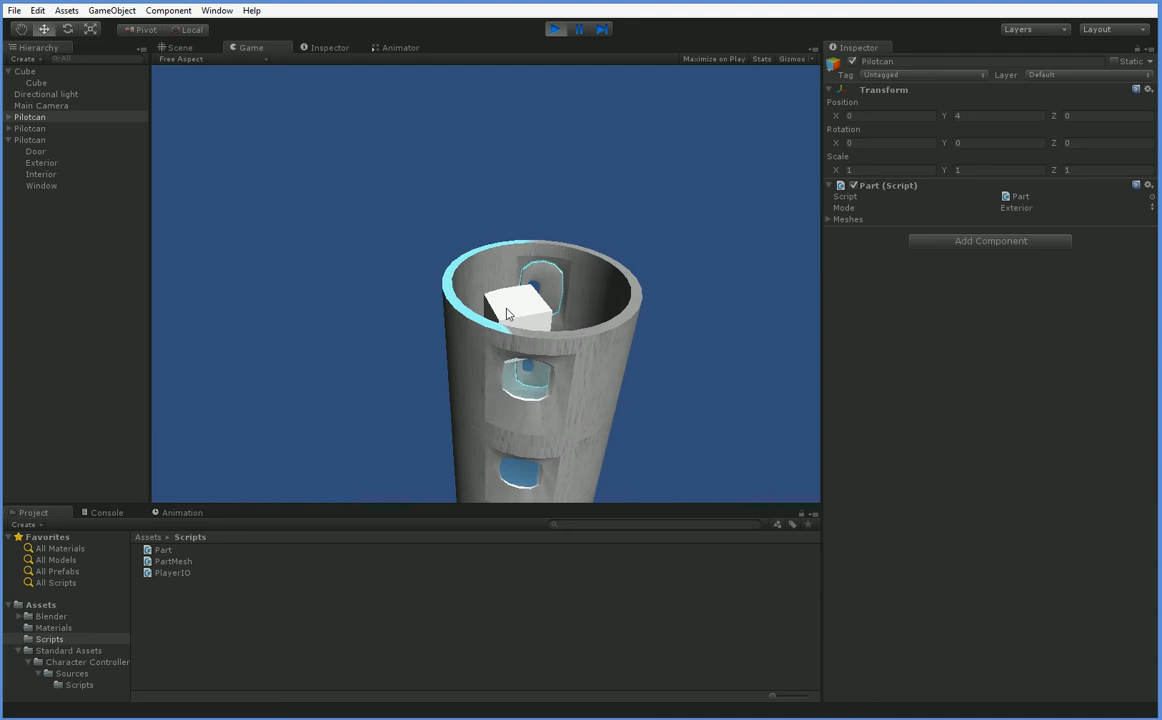 File Edit Assets GameObject Component Window Help
Pivot Local Layers Layout
Hierarchy Scene Game Inspector Animator Inspector
Create All Free Aspect Maximize on Play Stats Gizmos
Pilotcan Static
Tag Untagged Layer Default
Cube
Cube
Directional light
Main Camera
Pilotcan
Pilotcan
Pilotcan
Door
Exterior
Interior
Window
Transform
Position
X 0 Y 4 Z 0
Rotation
X 0 Y 0 Z 0
Scale
X 1 Y 1 Z 1
Part (Script)
Script Part
Mode Exterior
Meshes
Add Component
Project Console Animation
Create
Favorites
All Materials
All Models
All Prefabs
All Scripts
Assets
Blender
Materials
Scripts
Standard Assets
Character Controller
Sources
Scripts
Assets Scripts
Part
PartMesh
PlayerIO